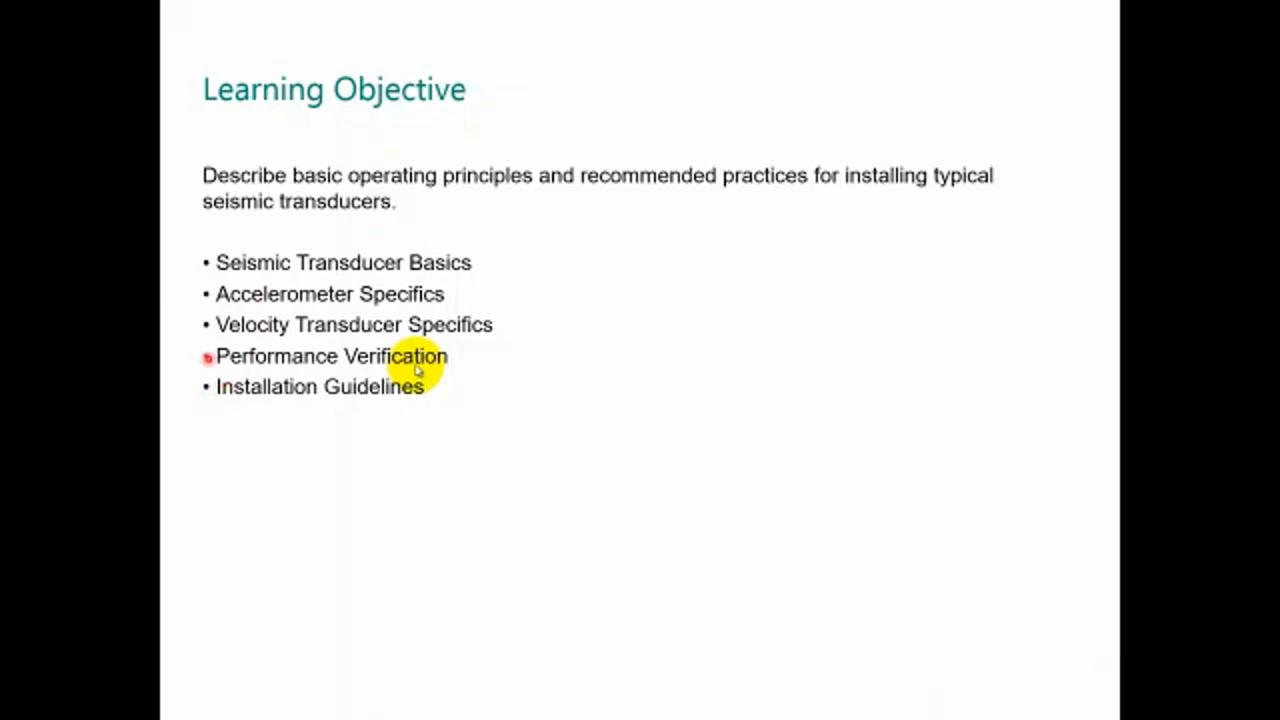 Learning Objective
Describe basic operating principles and recommended practices for installing typical
seismic transducers.
• Seismic Transducer Basics
• Accelerometer Specifics
• Velocity Transducer Specifics
• Performance Verification
• Installation Guidelines